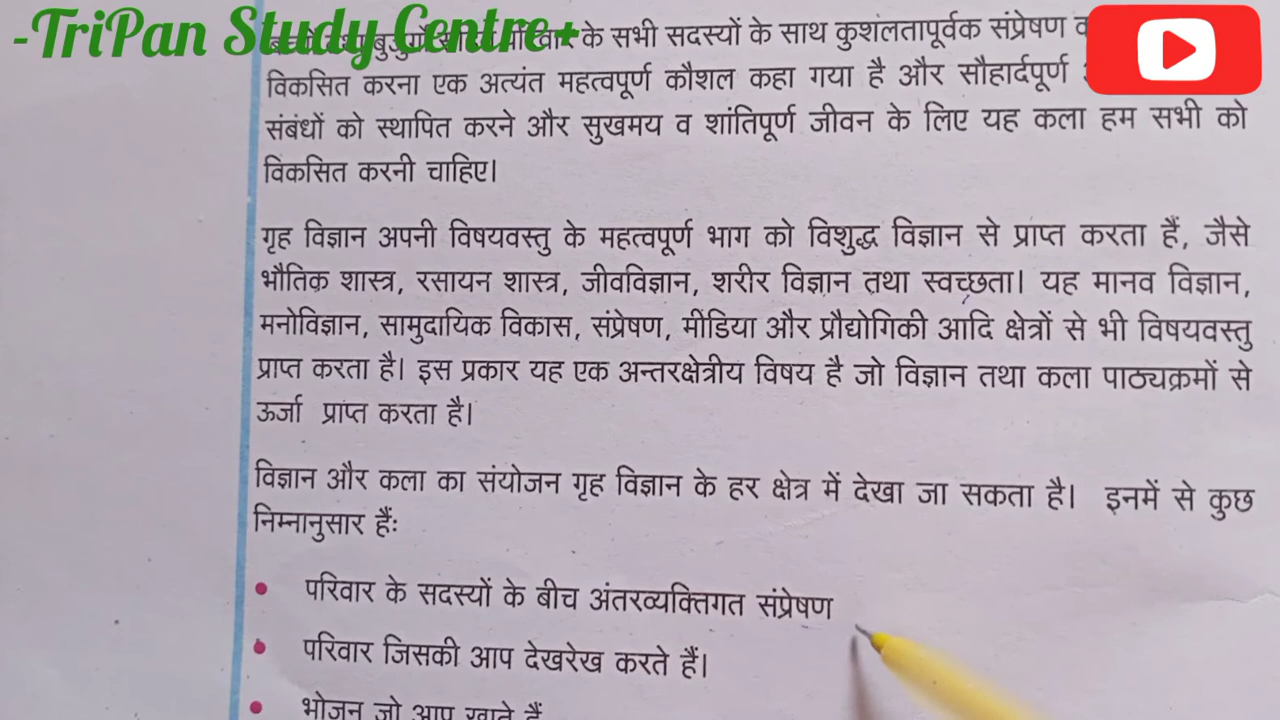 -TriPan Study Centre+
के सभी सदस्यों के साथ कुशलतापूर्वक संप्रेषण
विकसित करना एक अत्यंत महत्वपूर्ण कौशल कहा गया है और सौहार्दपूर्ण
संबंधों को स्थापित करने और सुखमय व शांतिपूर्ण जीवन के लिए यह कला हम सभी को
विकसित करनी चाहिए।
गृह विज्ञान अपनी विषयवस्तु के महत्वपूर्ण भाग को विशुद्ध विज्ञान से प्राप्त करता हैं, जैसे
भौतिक शास्त्र, रसायन शास्त्र, जीवविज्ञान, शरीर विज्ञान तथा स्वच्छता। यह मानव विज्ञान,
मनोविज्ञान, सामुदायिक विकास, संप्रेषण, मीडिया और प्रौद्योगिकी आदि क्षेत्रों से भी विषयवस्तु
प्राप्त करता है। इस प्रकार यह एक अन्तरक्षेत्रीय विषय है जो विज्ञान तथा कला पाठ्यक्रमों से
ऊर्जा प्राप्त करता है।
विज्ञान और कला का संयोजन गृह विज्ञान के हर क्षेत्र में देखा जा सकता है। इनमें से कुछ
निम्नानुसार हैंः
• परिवार के सदस्यों के बीच अंतरव्यक्तिगत संप्रेषण
• परिवार जिसकी आप देखरेख करते हैं।
• भोजन जो आप खाते हैं